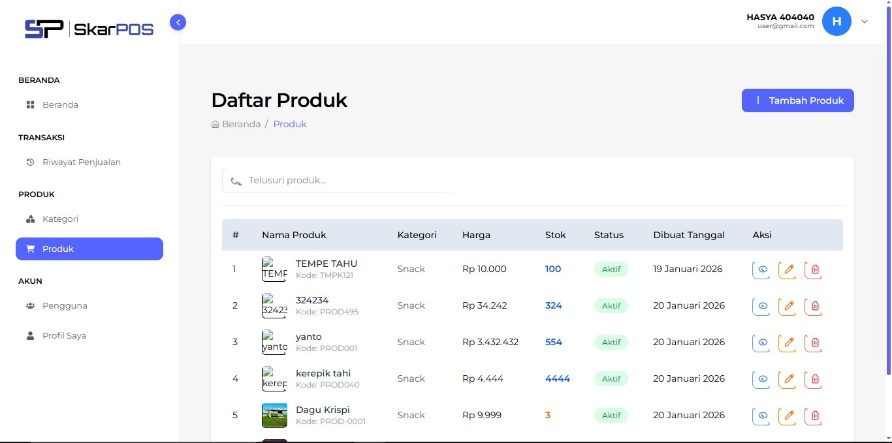 SP | SkarPOS
HASYA 404040
user@gmail.com
H
BERANDA
Beranda
TRANSAKSI
Riwayat Penjualan
PRODUK
Kategori
Produk
AKUN
Pengguna
Profil Saya
Daftar Produk
Beranda / Produk
Tambah Produk
Telusuri produk...
# Nama Produk Kategori Harga Stok Status Dibuat Tanggal Aksi
1 TEMPE TAHU Snack Rp 10.000 100 Aktif 19 Januari 2026
TEMP
Kode: TMPK121
2 324234 Snack Rp 34.242 324 Aktif 20 Januari 2026
32423
Kode: PROD495
3 yanto Snack Rp 3.432.432 554 Aktif 20 Januari 2026
yanto
Kode: PROD001
4 kerepik tahi Snack Rp 4.444 4444 Aktif 20 Januari 2026
kerep
Kode: PROD040
5 Dagu Krispi Snack Rp 9.999 3 Aktif 20 Januari 2026
Kode: PROD-0001